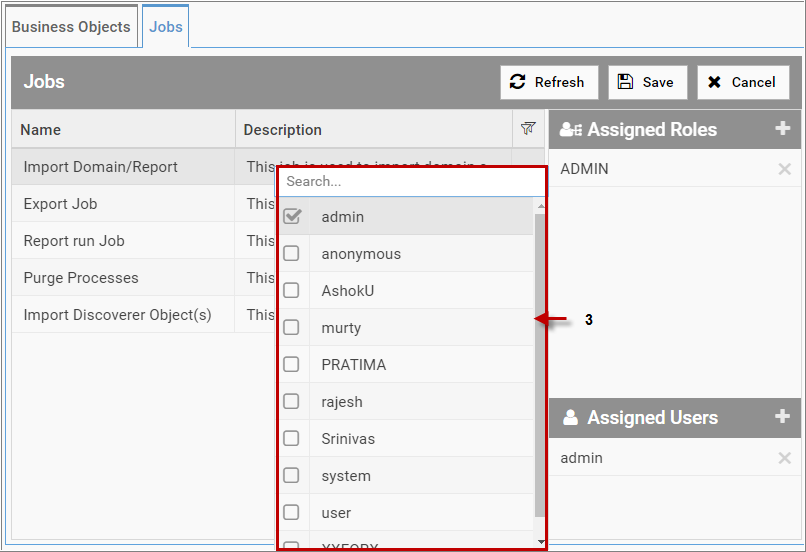 Business Objects Jobs
Jobs Refresh Save Cancel
Name Description Assigned Roles
Import Domain/Report This job is used to import domain o ADMIN
Search...
admin
Export Job This
anonymous
Report run Job This
AshokU
Purge Processes This
murty
Import Discoverer Object(s) This
3
PRATIMA
rajesh
Assigned Users
Srinivas
system admin
user